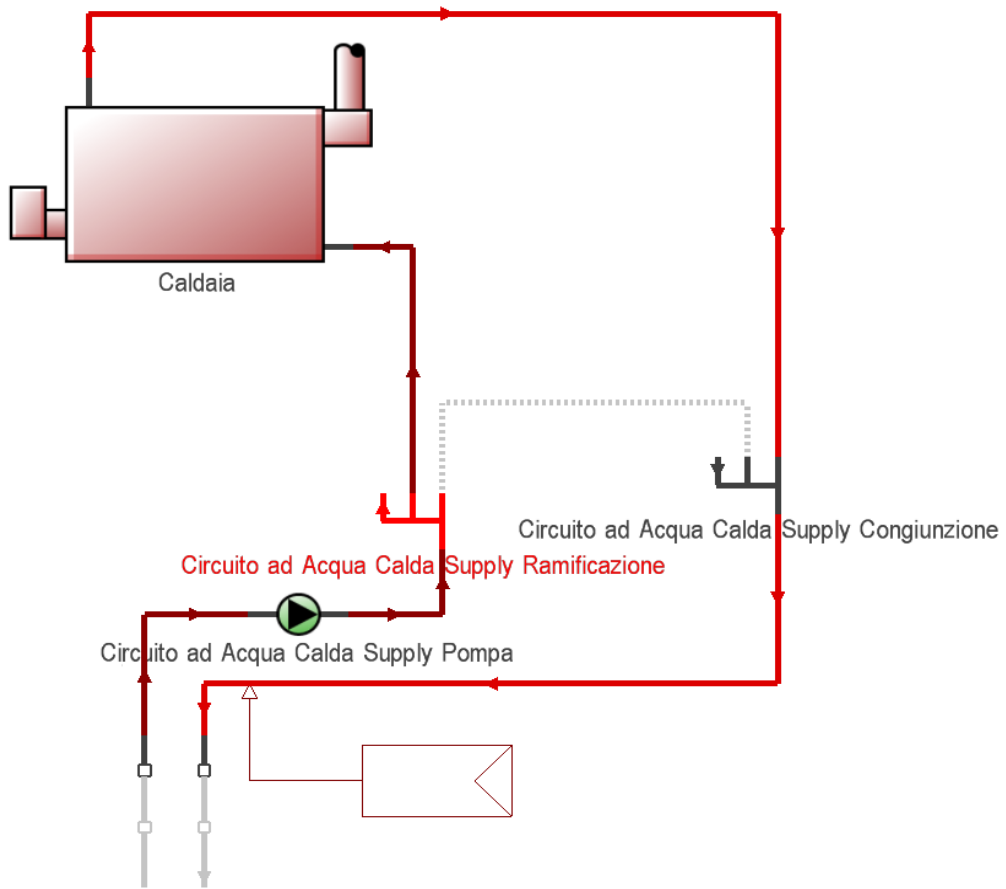 Caldaia
Circuito ad Acqua Calda Supply Congiunzione
Circuito ad Acqua Calda Supply Ramificazione
Circuito ad Acqua Calda Supply Pompa